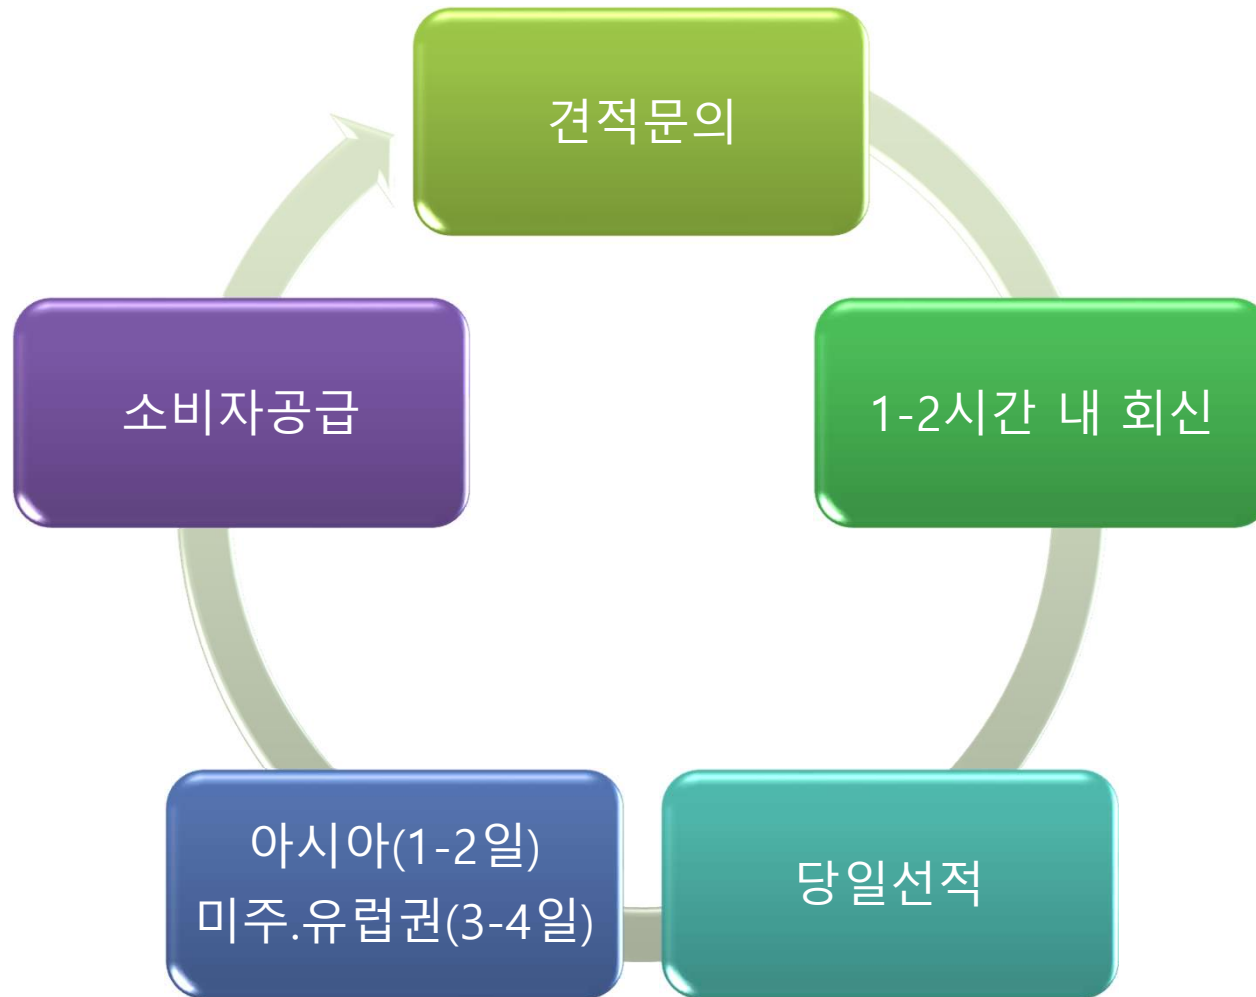 견적문의
1-2시간 내 회신
당일선적
아시아(1-2일)
미주.유럽권(3-4일)
소비자공급